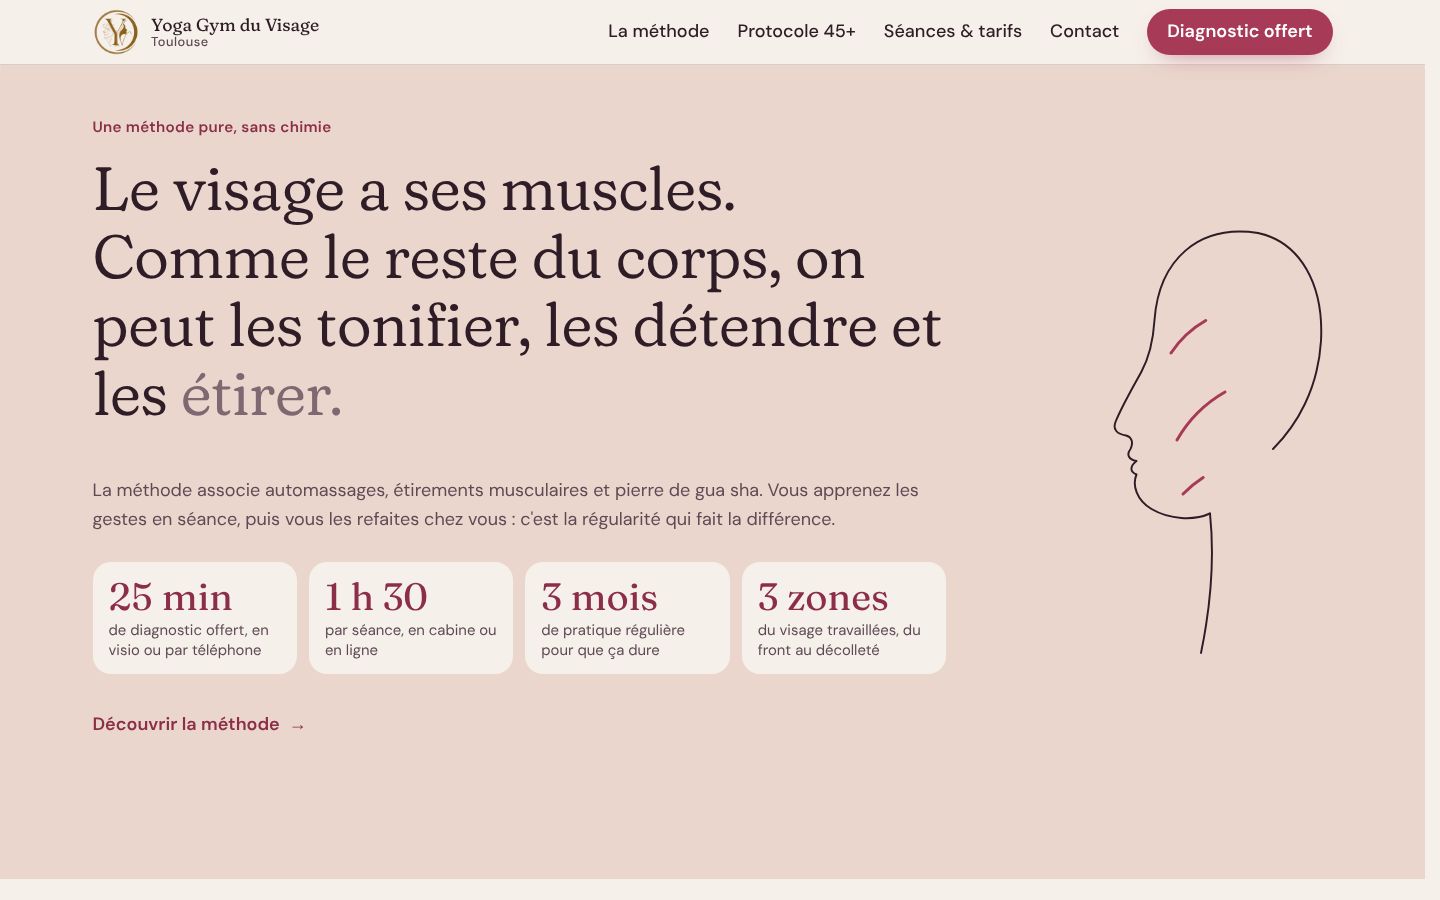 Yoga Gym du Visage
Toulouse
La méthode
Protocole 45+
Séances & tarifs
Contact
Diagnostic offert
Une méthode pure, sans chimie
Le visage a ses muscles.
Comme le reste du corps, on
peut les tonifier, les détendre et
les étirer.
La méthode associe automassages, étirements musculaires et pierre de gua sha. Vous apprenez les
gestes en séance, puis vous les refaites chez vous : c'est la régularité qui fait la différence.
25 min
de diagnostic offert, en
visio ou par téléphone
1 h 30
par séance, en cabine ou
en ligne
3 mois
de pratique régulière
pour que ça dure
3 zones
du visage travaillées, du
front au décolleté
Découvrir la méthode →